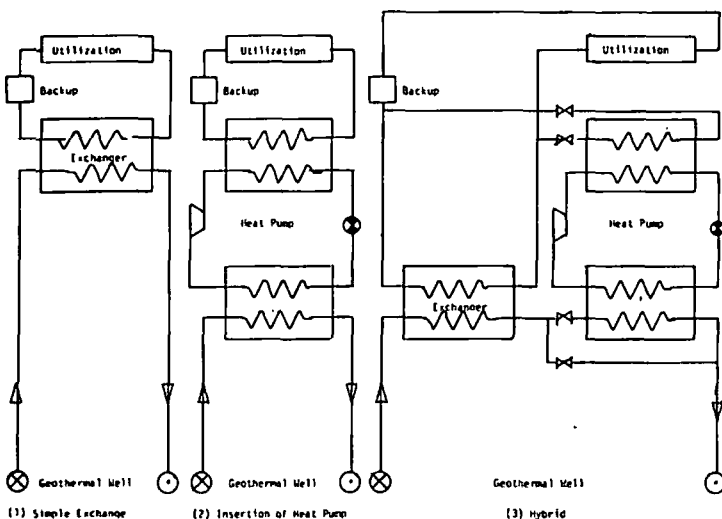 Utilization
Backup
Exchanger
Geothermal Well
(1) Simple Exchange
Utilization
Backup
Heat Pump
Geothermal Well
(2) Insertion of Heat Pump
Utilization
Backup
Heat Pump
Exchanger
Geothermal Well
(3) Hybrid